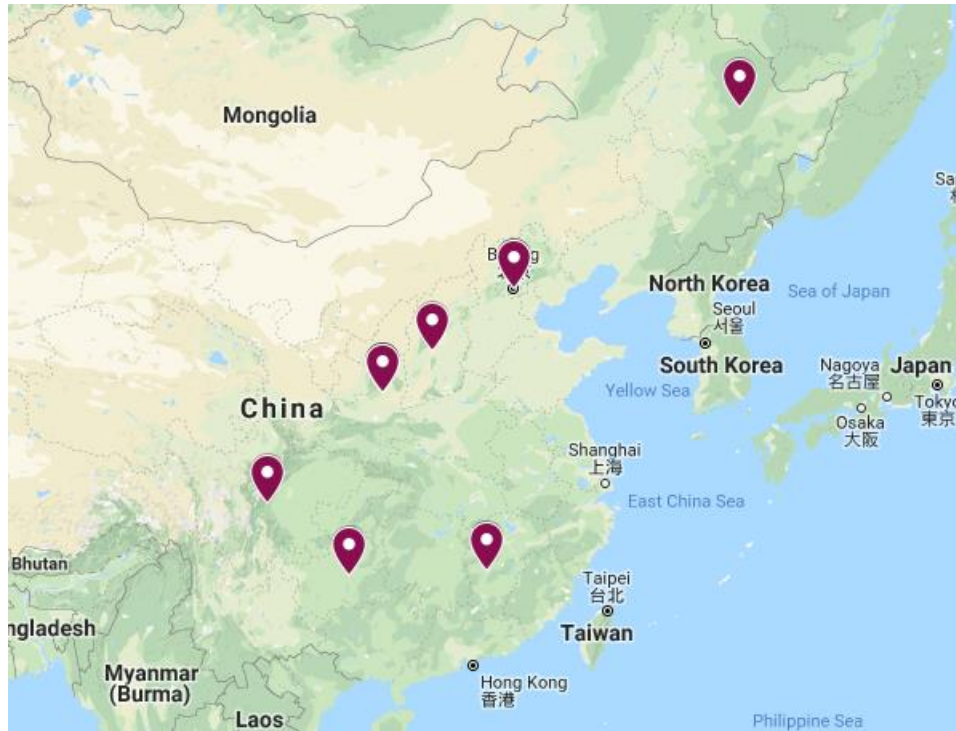 Mongolia
Sa
North Korea
Sea of Japan
Seoul
서울
South Korea
Nagoya
名古屋
Japan
Yellow Sea
Tokyo
東京
Osaka
大阪
China
Shanghai
上海
East China Sea
Bhutan
Taipei
台北
ngladesh
Taiwan
Myanmar
(Burma)
Hong Kong
香港
Laos
Philippine Sea